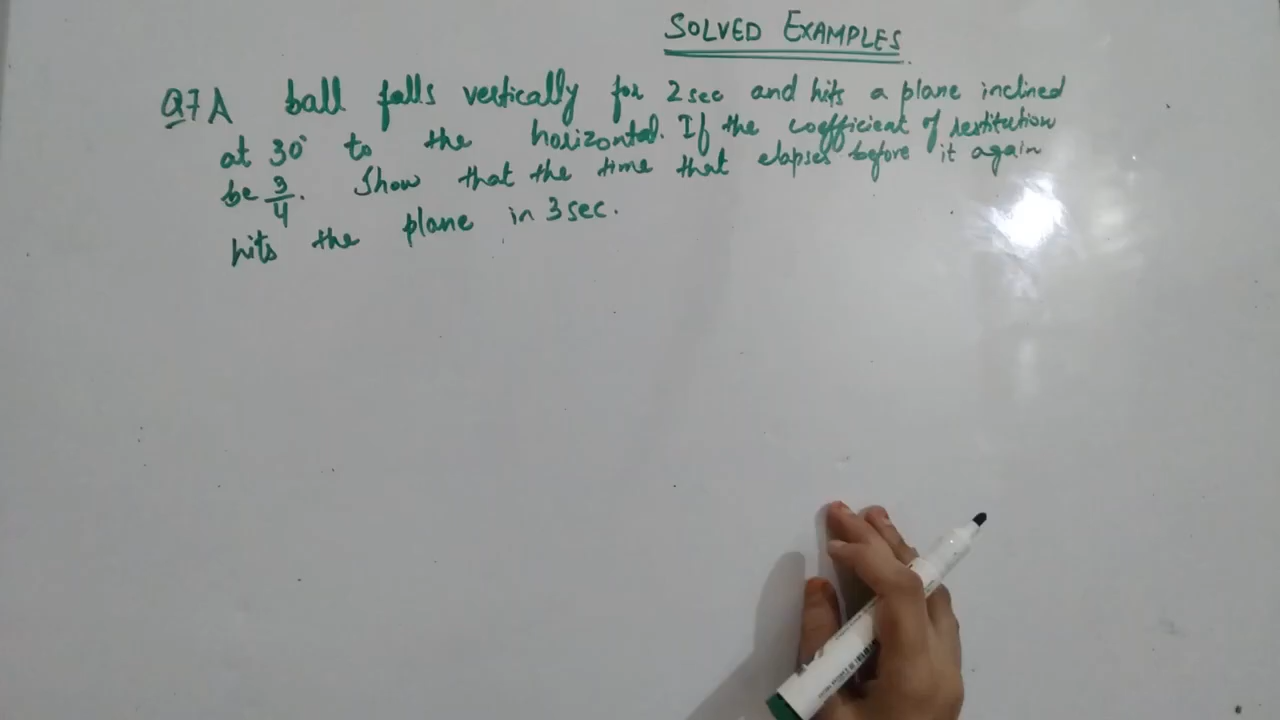 SOLVED EXAMPLES
Q7 A ball falls vertically for 2 sec and hits a plane inclined
at 30° to the horizontal. If the coefficient of restitution
be 3/4. Show that the time that elapses before it again
hits the plane in 3 sec.